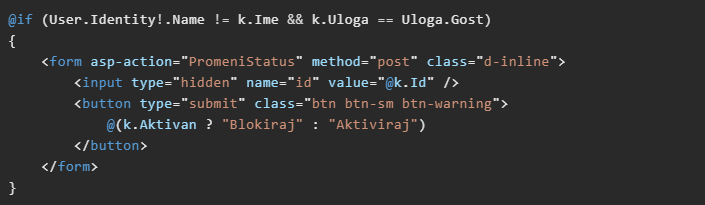 @if (User.Identity!.Name != k.Ime && k.Uloga == Uloga.Gost)
{
    <form asp-action="PromeniStatus" method="post" class="d-inline">
        <input type="hidden" name="id" value="@k.Id" />
        <button type="submit" class="btn btn-sm btn-warning">
            @(k.Aktivan ? "Blokiraj" : "Aktiviraj")
        </button>
    </form>
}